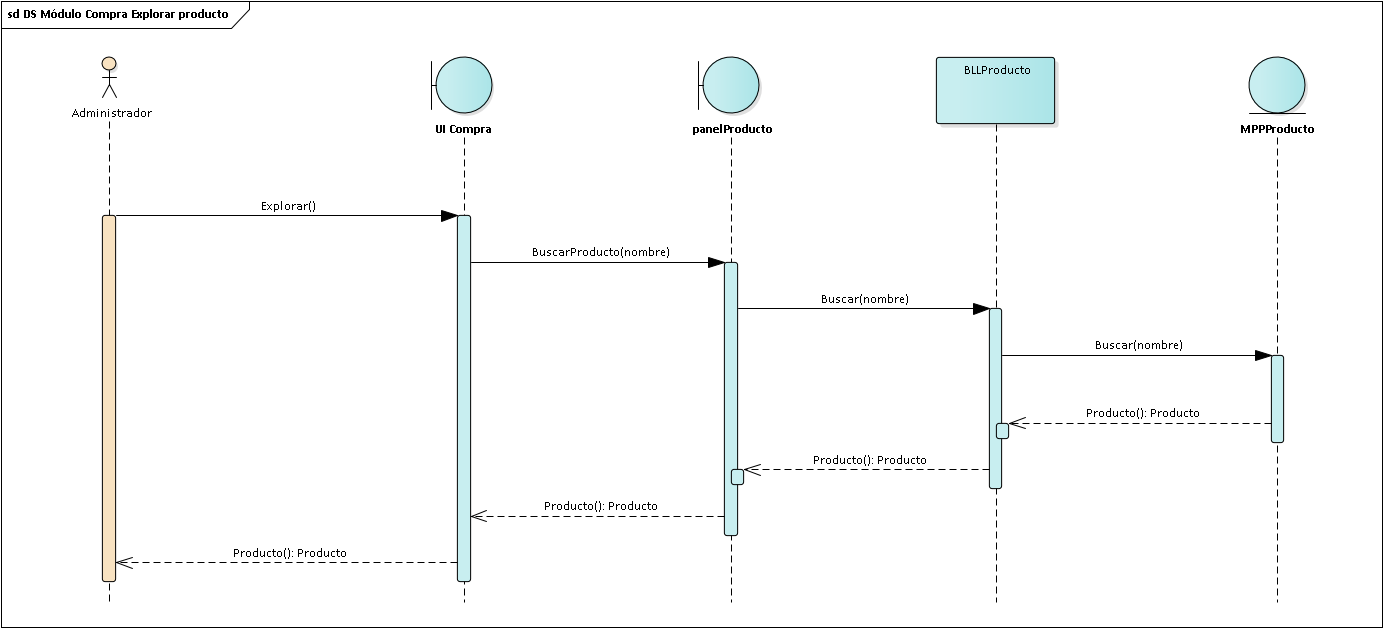 sd DS Módulo Compra Explorar producto
Administrador
UI Compra
panelProducto
BLLProducto
MPPProducto
Explorar()
BuscarProducto(nombre)
Buscar(nombre)
Buscar(nombre)
Producto(): Producto
Producto(): Producto
Producto(): Producto
Producto(): Producto